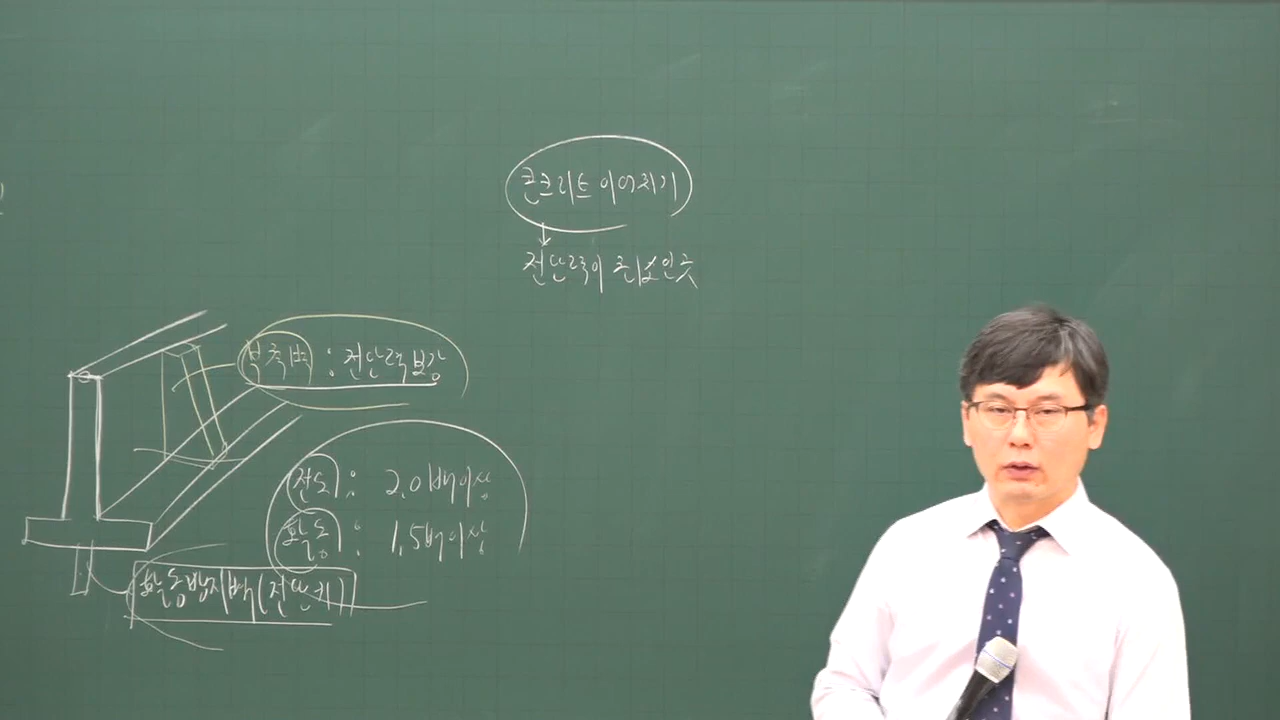 콘크리트 이어치기
전단력이 최소인 곳
부축벽 : 전단력 보강
전도 : 2.0배 이상
활동 : 1.5배 이상
활동방지벽(전단키)